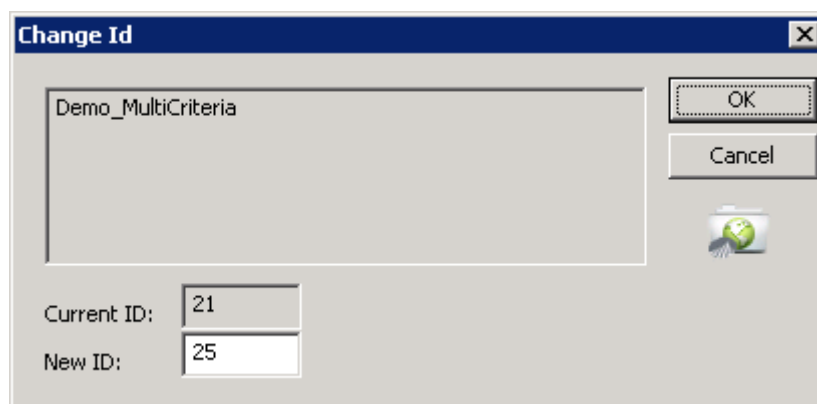 Change Id
Demo_MultiCriteria
OK
Cancel
Current ID: 21
New ID: 25